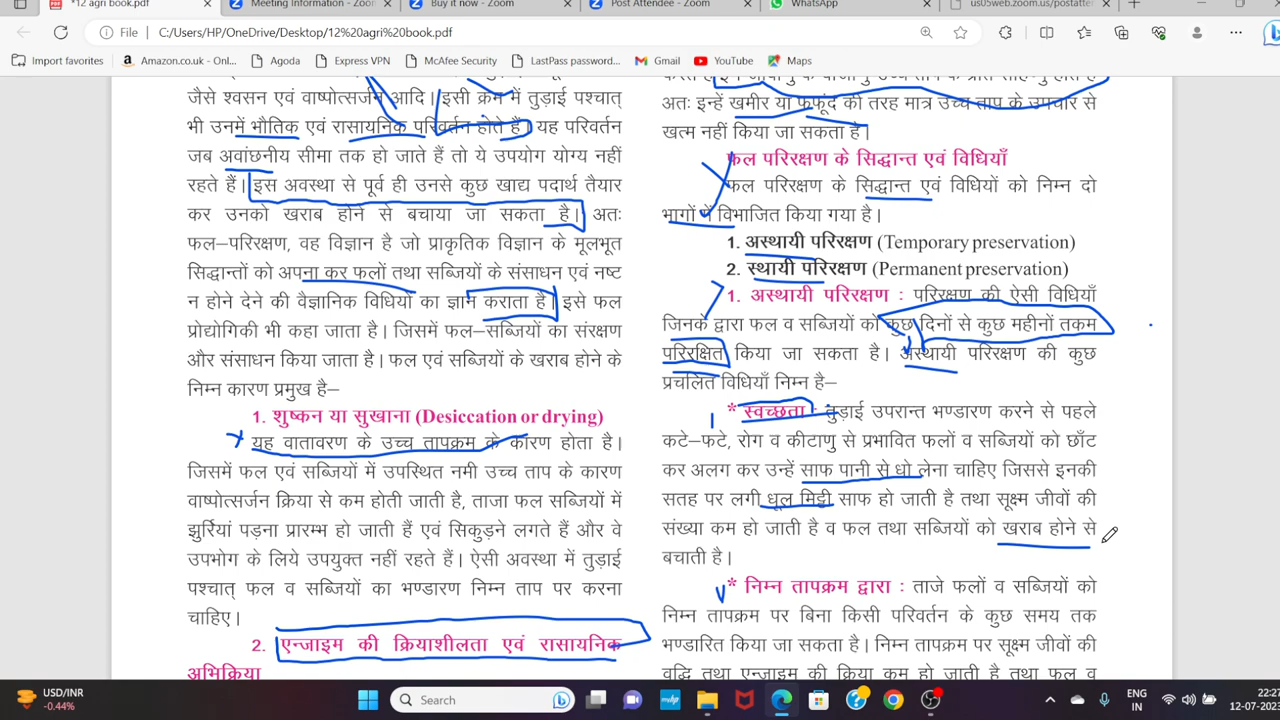 *12 agri book.pdf
Meeting Information - Zoom
Buy it now - Zoom
Post Attendee - Zoom
WhatsApp
us05web.zoom.us/postatten
File
C:/Users/HP/OneDrive/Desktop/12%20agri%20book.pdf
Import favorites
Amazon.co.uk - Onlin...
Agoda
Express VPN
McAfee Security
LastPass password...
Gmail
YouTube
Maps
जैसे श्वसन एवं वाष्पोत्सर्जन आदि। इसी क्रम में तुड़ाई पश्चात्
भी उनमें भौतिक एवं रासायनिक परिवर्तन होते हैं। यह परिवर्तन
जब अवांछनीय सीमा तक हो जाते हैं तो ये उपयोग योग्य नहीं
रहते हैं। इस अवस्था से पूर्व ही उनसे कुछ खाद्य पदार्थ तैयार
कर उनको खराब होने से बचाया जा सकता है। अतः
फल–परिरक्षण, वह विज्ञान है जो प्राकृतिक विज्ञान के मूलभूत
सिद्धान्तों को अपना कर फलों तथा सब्जियों के संसाधन एवं नष्ट
न होने देने की वैज्ञानिक विधियों का ज्ञान कराता है। इसे फल
प्रोद्योगिकी भी कहा जाता है। जिसमें फल–सब्जियों का संरक्षण
और संसाधन किया जाता है। फल एवं सब्जियों के खराब होने के
निम्न कारण प्रमुख है–
1. शुष्कन या सुखाना (Desiccation or drying)
यह वातावरण के उच्च तापक्रम के कारण होता है।
जिसमें फल एवं सब्जियों में उपस्थित नमी उच्च ताप के कारण
वाष्पोत्सर्जन क्रिया से कम होती जाती है, ताजा फल सब्जियों में
झुर्रियां पड़ना प्रारम्भ हो जाती हैं एवं सिकुड़ने लगते हैं और वे
उपभोग के लिये उपयुक्त नहीं रहते हैं। ऐसी अवस्था में तुड़ाई
पश्चात् फल व सब्जियों का भण्डारण निम्न ताप पर करना
चाहिए।
2. एन्जाइम की क्रियाशीलता एवं रासायनिक
अभिक्रिया
अतः इन्हें खमीर या फफूंद की तरह मात्र उच्च ताप के उपचार से
खत्म नहीं किया जा सकता है।
फल परिरक्षण के सिद्धान्त एवं विधियाँ
फल परिरक्षण के सिद्धान्त एवं विधियों को निम्न दो
भागों में विभाजित किया गया है।
1. अस्थायी परिरक्षण (Temporary preservation)
2. स्थायी परिरक्षण (Permanent preservation)
1. अस्थायी परिरक्षण : परिरक्षण की ऐसी विधियाँ
जिनके द्वारा फल व सब्जियों को कुछ दिनों से कुछ महीनों तकम
परिरक्षित किया जा सकता है। अस्थायी परिरक्षण की कुछ
प्रचलित विधियाँ निम्न है–
* स्वच्छता : तुड़ाई उपरान्त भण्डारण करने से पहले
कटे–फटे, रोग व कीटाणु से प्रभावित फलों व सब्जियों को छाँट
कर अलग कर उन्हें साफ पानी से धो लेना चाहिए जिससे इनकी
सतह पर लगी धूल मिट्टी साफ हो जाती है तथा सूक्ष्म जीवों की
संख्या कम हो जाती है व फल तथा सब्जियों को खराब होने से
बचाती है।
* निम्न तापक्रम द्वारा : ताजे फलों व सब्जियों को
निम्न तापक्रम पर बिना किसी परिवर्तन के कुछ समय तक
भण्डारित किया जा सकता है। निम्न तापक्रम पर सूक्ष्म जीवों की
वृद्धि तथा एन्जाइम की क्रिया कम हो जाती है तथा फल व
USD/INR
-0.44%
Search
ENG
IN
22:27
12-07-2023